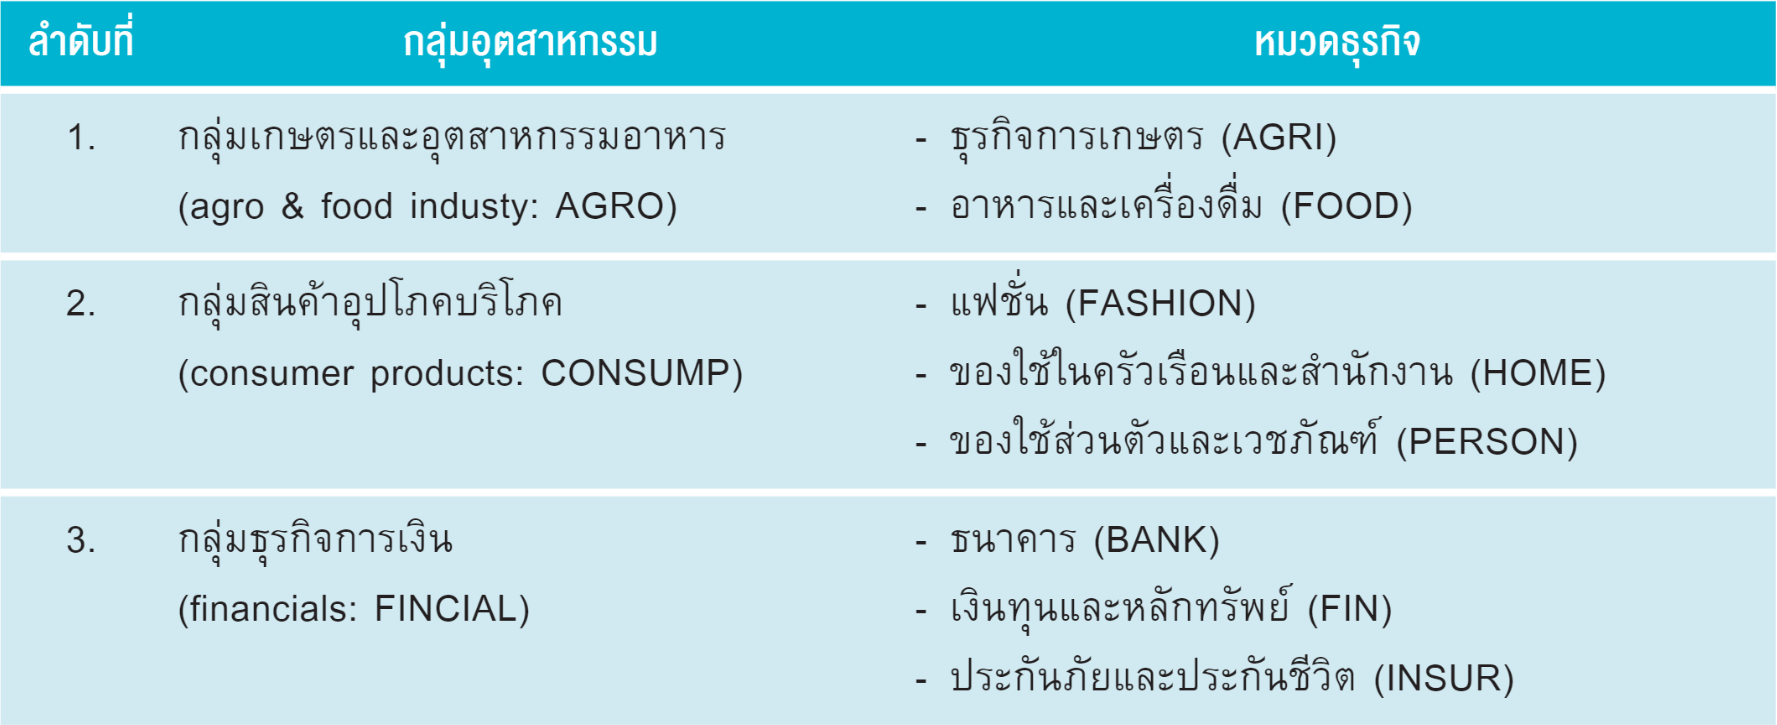 ลำดับที่ กลุ่มอุตสาหกรรม หมวดธุรกิจ
1. กลุ่มเกษตรและอุตสาหกรรมอาหาร - ธุรกิจการเกษตร (AGRI)
(agro & food industy: AGRO) - อาหารและเครื่องดื่ม (FOOD)
2. กลุ่มสินค้าอุปโภคบริโภค - แฟชั่น (FASHION)
(consumer products: CONSUMP) - ของใช้ในครัวเรือนและสำนักงาน (HOME)
- ของใช้ส่วนตัวและเวชภัณฑ์ (PERSON)
3. กลุ่มธุรกิจการเงิน - ธนาคาร (BANK)
(financials: FINCIAL) - เงินทุนและหลักทรัพย์ (FIN)
- ประกันภัยและประกันชีวิต (INSUR)